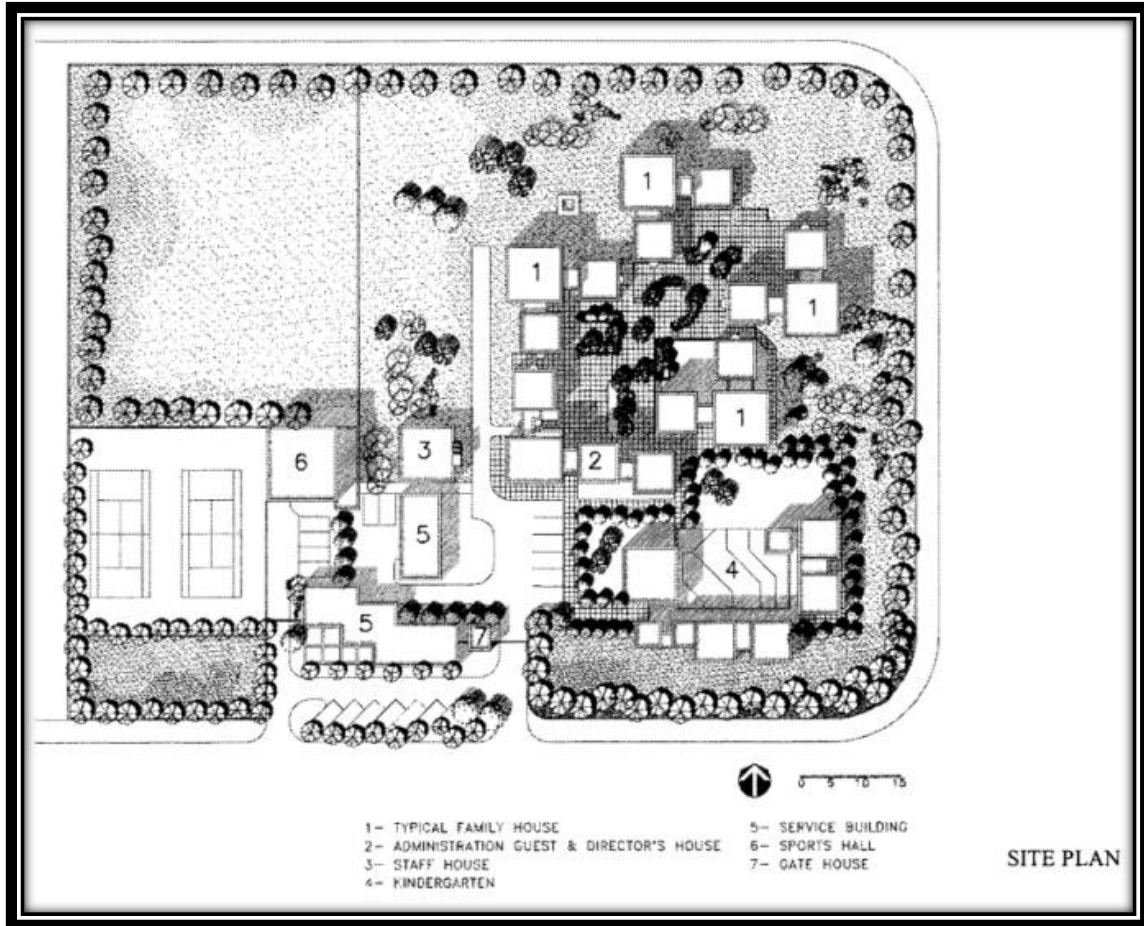 1
1
1
1
2
3
6
5
4
5
7
0 5 10 15
1- TYPICAL FAMILY HOUSE
2- ADMINISTRATION GUEST & DIRECTOR'S HOUSE
3- STAFF HOUSE
4- KINDERGARTEN
5- SERVICE BUILDING
6- SPORTS HALL
7- GATE HOUSE
SITE PLAN